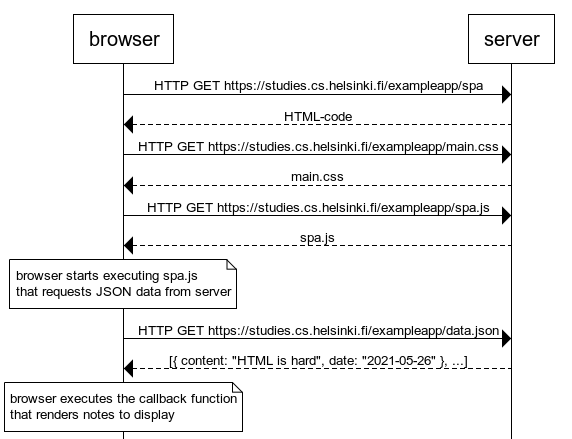 browser
server
HTTP GET https://studies.cs.helsinki.fi/exampleapp/spa
HTML-code
HTTP GET https://studies.cs.helsinki.fi/exampleapp/main.css
main.css
HTTP GET https://studies.cs.helsinki.fi/exampleapp/spa.js
spa.js
browser starts executing spa.js
that requests JSON data from server
HTTP GET https://studies.cs.helsinki.fi/exampleapp/data.json
[{ content: "HTML is hard", date: "2021-05-26" }, ...]
browser executes the callback function
that renders notes to display